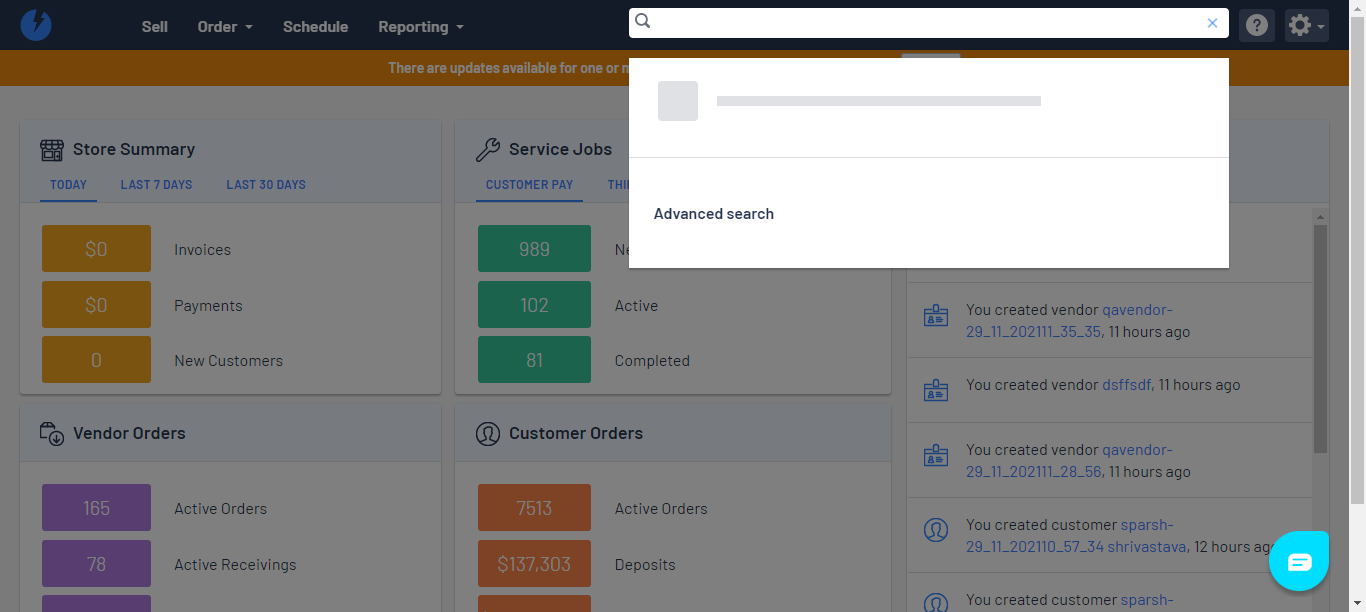 Sell Order Schedule Reporting
There are updates available for one or
Advanced search
Store Summary
TODAY LAST 7 DAYS LAST 30 DAYS
$0 Invoices
$0 Payments
0 New Customers
Service Jobs
CUSTOMER PAY
989
102 Active
81 Completed
Vendor Orders
165 Active Orders
78 Active Receivings
Customer Orders
7513 Active Orders
$137,303 Deposits
You created vendor qavendor-
29_11_202111_35_35, 11 hours ago
You created vendor dsffsdf, 11 hours ago
You created vendor qavendor-
29_11_202111_28_56, 11 hours ago
You created customer sparsh-
29_11_202110_57_34 shrivastava, 12 hours ago
You created customer sparsh-